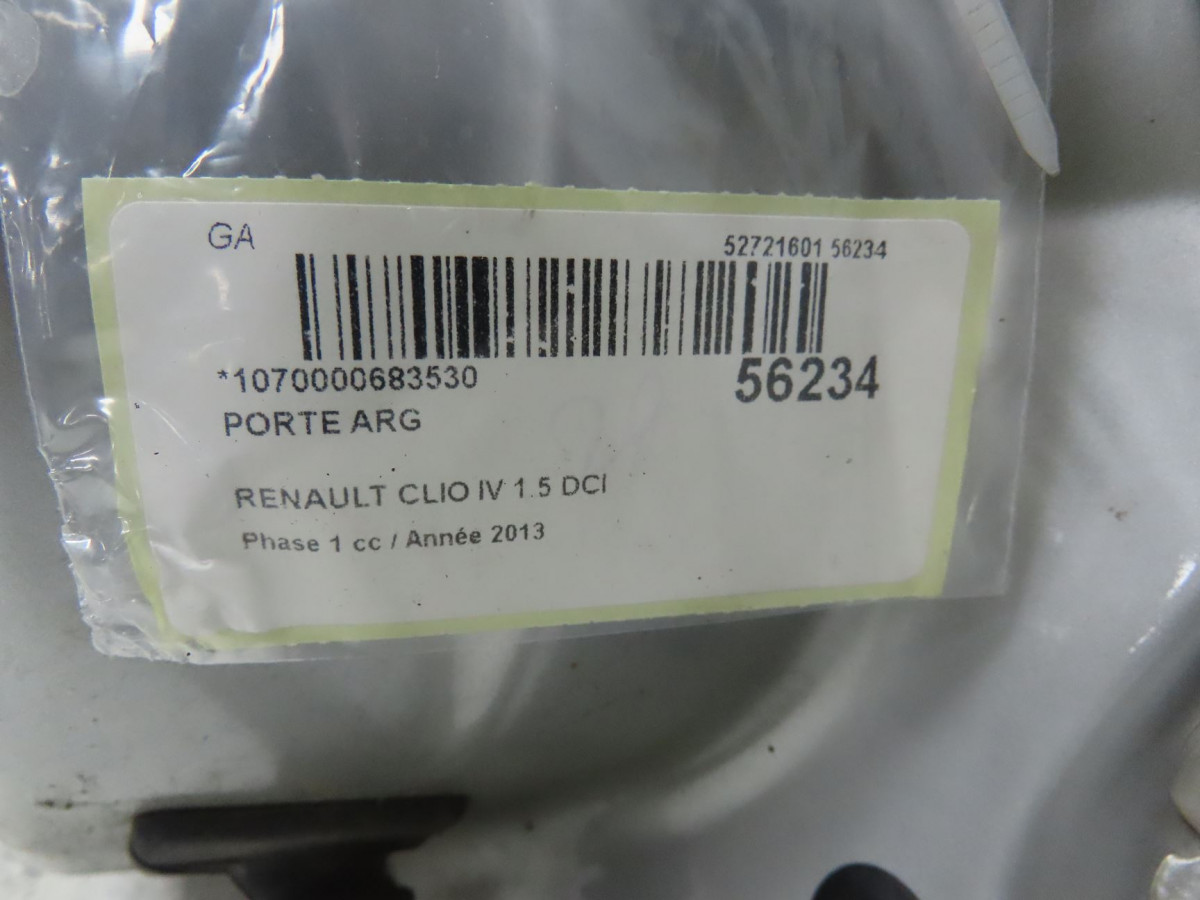 GA
52721601 56234
*1070000683530
56234
PORTE ARG
RENAULT CLIO IV 1.5 DCI
Phase 1 cc / Année 2013